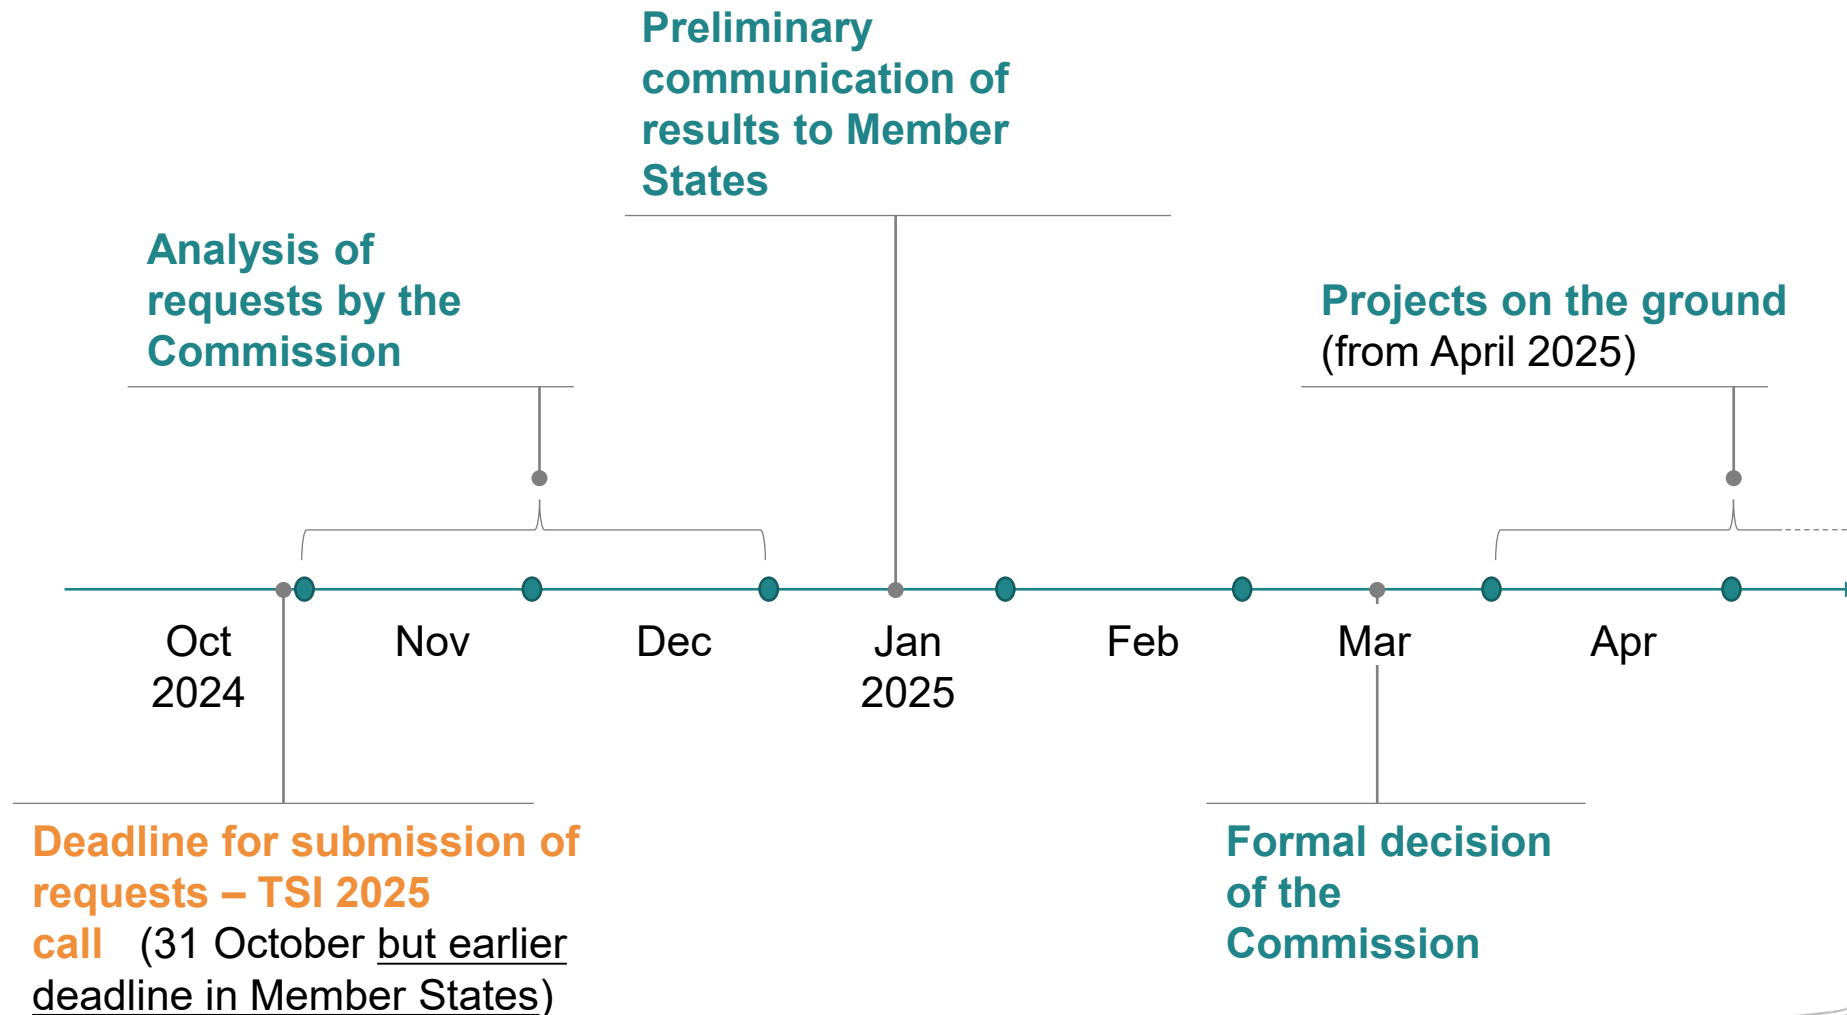 Preliminary
communication of
results to Member
States
Analysis of
requests by the
Commission
Projects on the ground
(from April 2025)
Oct
2024
Nov
Dec
Jan
2025
Feb
Mar
Apr
Deadline for submission of
requests – TSI 2025
call (31 October but earlier
deadline in Member States)
Formal decision
of the
Commission